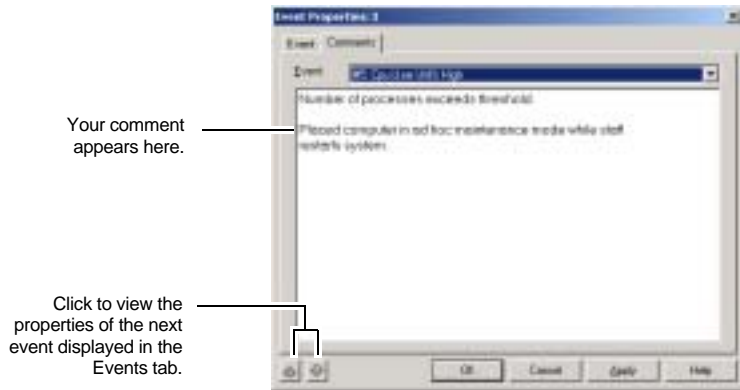 Event Properties: 1
Event Comments
Event
Number of processes exceeds threshold.
Your comment
appears here.
Placed computer in ad hoc maintenance mode while staff
restarts system.
Click to view the
properties of the next
event displayed in the
Events tab.
OK Cancel Apply Help